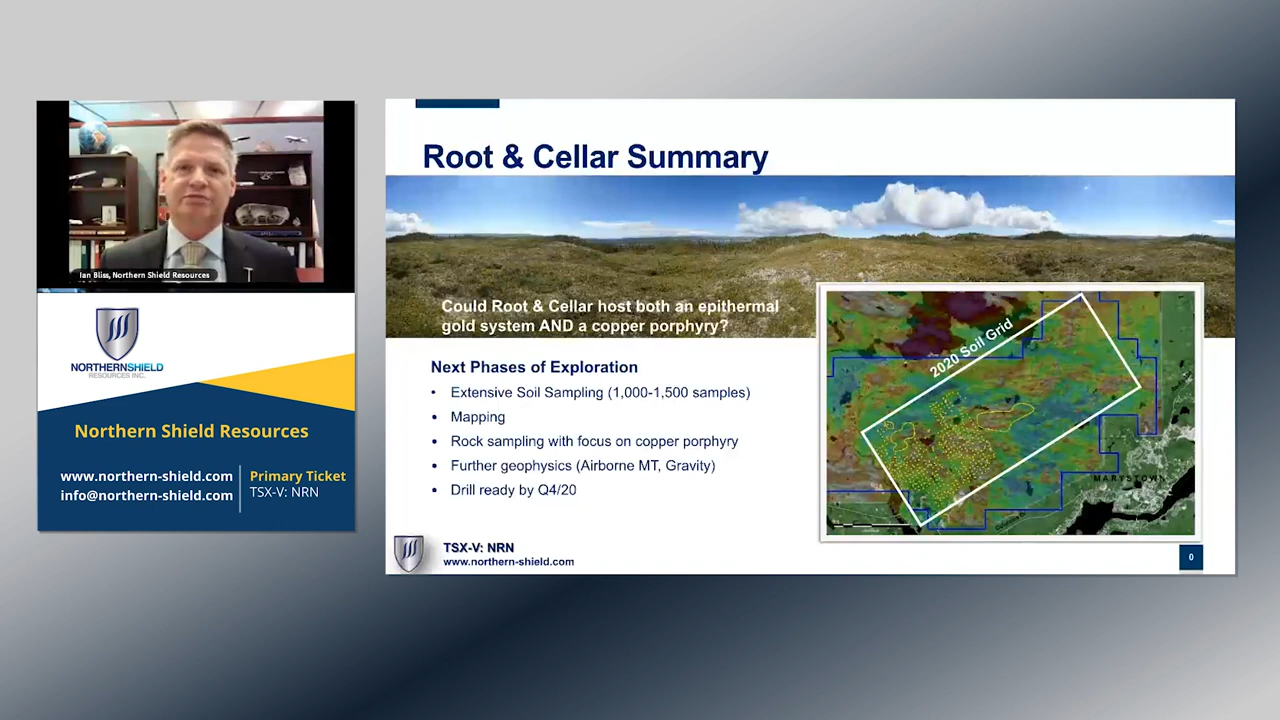 Ian Bliss, Northern Shield Resources
NORTHERNSHIELD
RESOURCES INC.
Northern Shield Resources
www.northern-shield.com
info@northern-shield.com
Primary Ticket
TSX-V: NRN
Root & Cellar Summary
Could Root & Cellar host both an epithermal
gold system AND a copper porphyry?
Next Phases of Exploration
• Extensive Soil Sampling (1,000-1,500 samples)
• Mapping
• Rock sampling with focus on copper porphyry
• Further geophysics (Airborne MT, Gravity)
• Drill ready by Q4/20
2020 Soil Grid
MARYSTOWN
TSX-V: NRN
www.northern-shield.com
0